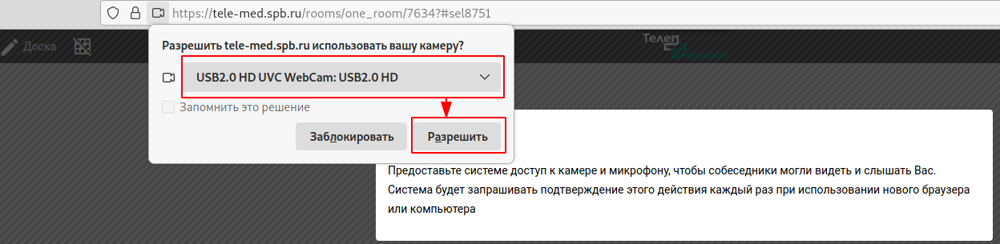 https://tele-med.spb.ru/rooms/one_room/7634?#sel8751
Доска
Телеп
едицина
Разрешить tele-med.spb.ru использовать вашу камеру?
USB2.0 HD UVC WebCam: USB2.0 HD
Запомнить это решение
Заблокировать
Разрешить
Предоставьте системе доступ к камере и микрофону, чтобы собеседники могли видеть и слышать Вас.
Система будет запрашивать подтверждение этого действия каждый раз при использовании нового браузера
или компьютера